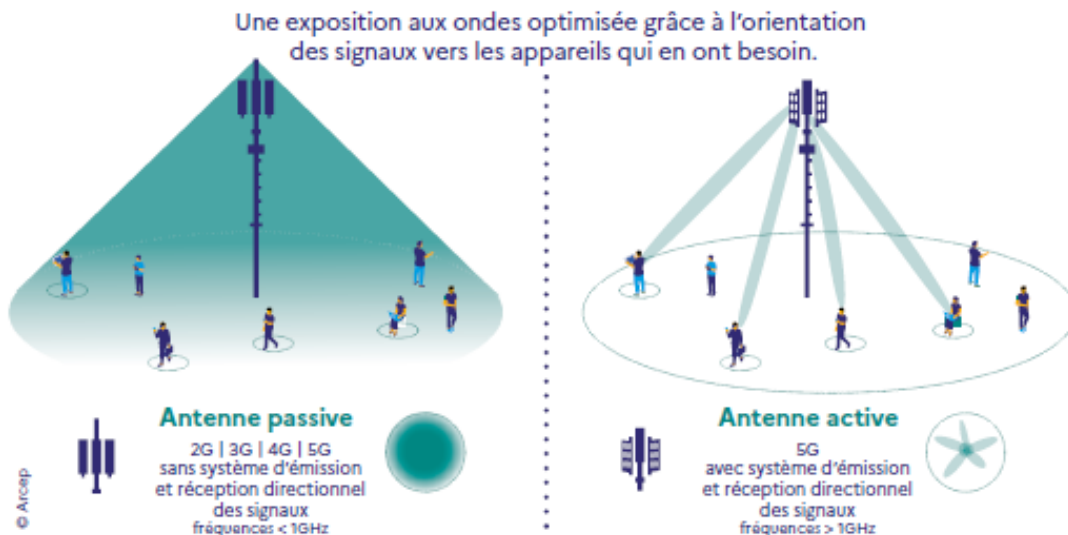 Une exposition aux ondes optimisée grâce à l'orientation
des signaux vers les appareils qui en ont besoin.
Antenne passive
2G | 3G | 4G | 5G
sans système d'émission
et réception directionnel
des signaux
fréquences < 1GHz
Antenne active
5G
avec système d'émission
et réception directionnel
des signaux
fréquences > 1GHz
© Arcep